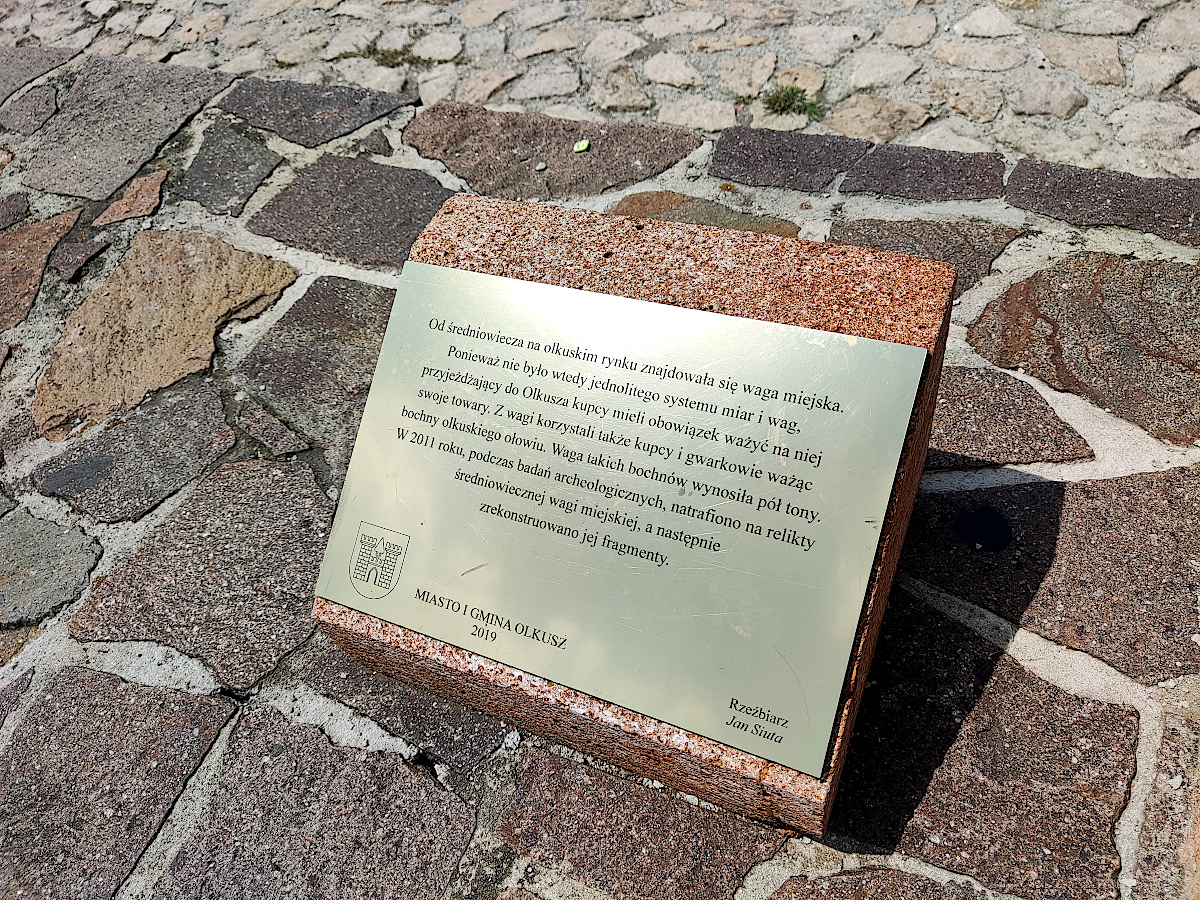 Od średniowiecza na olkuskim rynku znajdowała się waga miejska.
Ponieważ nie było wtedy jednolitego systemu miar i wag,
przyjeżdżający do Olkusza kupcy mieli obowiązek ważyć na niej
swoje towary. Z wagi korzystali także kupcy i gwarkowie ważąc
bochny olkuskiego ołowiu. Waga takich bochnów wynosiła pół tony.
W 2011 roku, podczas badań archeologicznych, natrafiono na relikty
średniowiecznej wagi miejskiej, a następnie
zrekonstruowano jej fragmenty.
MIASTO I GMINA OLKUSZ
2019
Rzeźbiarz
Jan Siuta